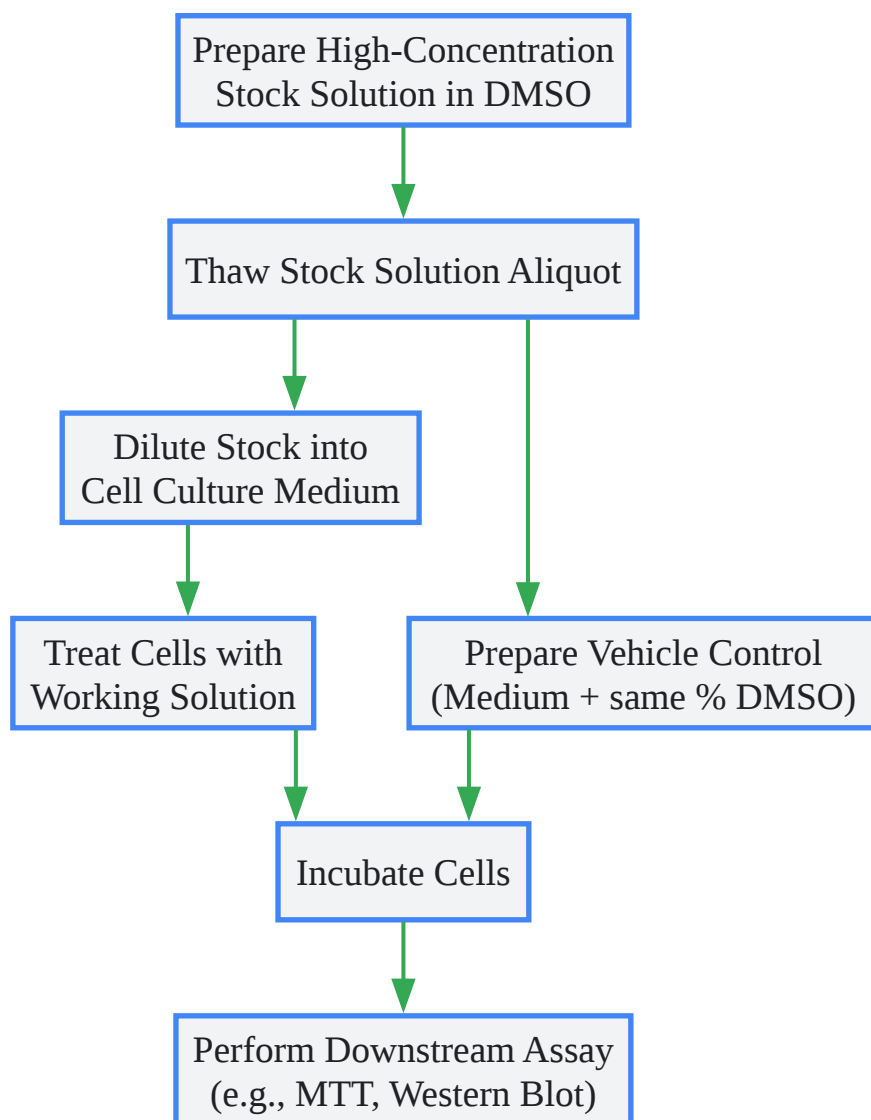 Prepare High-Concentration
Stock Solution in DMSO
Thaw Stock Solution Aliquot
Dilute Stock into
Cell Culture Medium
Treat Cells with
Working Solution
Prepare Vehicle Control
(Medium + same % DMSO)
Incubate Cells
Perform Downstream Assay
(e.g., MTT, Western Blot)